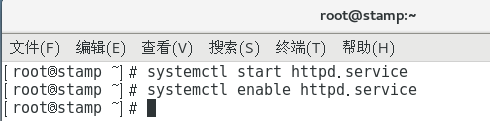 root@stamp:~
文件(F) 编辑(E) 查看(V) 搜索(S) 终端(T) 帮助(H)
[root@stamp ~]# systemctl start httpd.service
[root@stamp ~]# systemctl enable httpd.service
[root@stamp ~]#